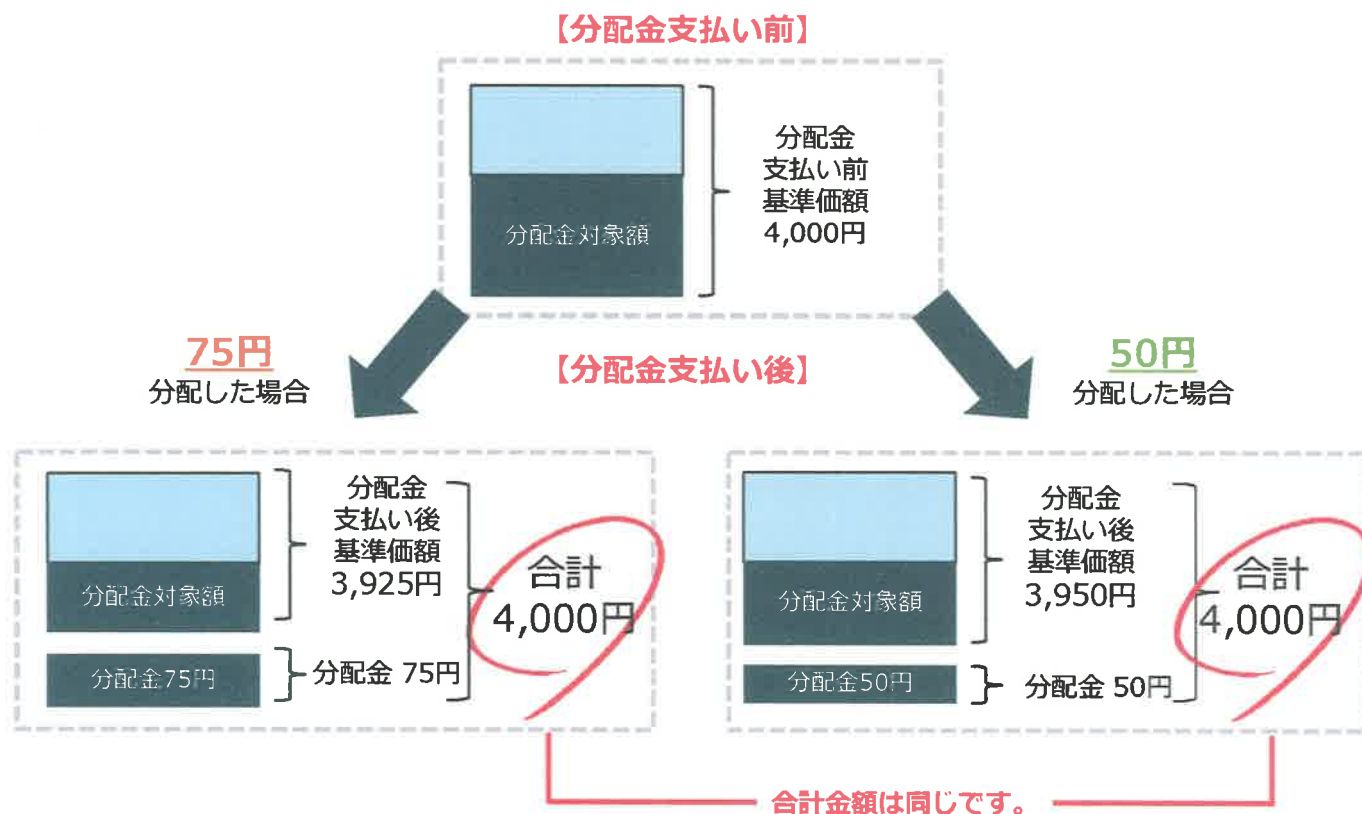 【分配金支払い前】
分配金対象額
分配金
支払い前
基準価額
4,000円
75円
分配した場合
【分配金支払い後】
50円
分配した場合
分配金対象額
分配金
支払い後
基準価額
3,925円
合計
4,000円
分配金75円
分配金 75円
分配金対象額
分配金
支払い後
基準価額
3,950円
合計
4,000円
分配金50円
分配金 50円
合計金額は同じです。